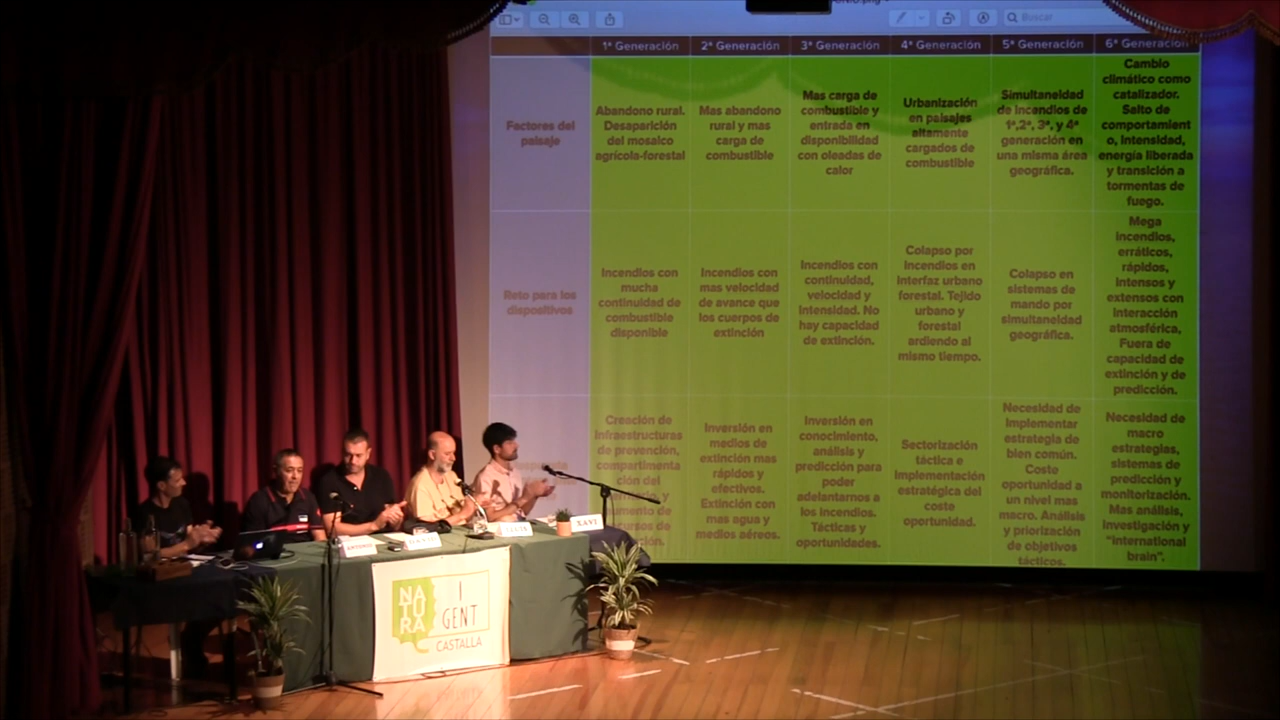 Buscar
1ª Generación
2ª Generación
3ª Generación
4ª Generación
5ª Generación
6ª Generación
Factores del
paisaje
Abandono rural.
Desaparición
del mosaico
agrícola-forestal
Mas abandono
rural y mas
carga de
combustible
Mas carga de
combustible y
entrada en
disponibilidad
con oleadas de
calor
Urbanización
en paisajes
altamente
cargados de
combustible
Simultaneidad
de incendios de
1ª,2ª, 3ª, y 4ª
generación en
una misma área
geográfica.
Cambio
climático como
catalizador.
Salto de
comportamient
o, intensidad,
energía liberada
y transición a
tormentas de
fuego.
Reto para los
dispositivos
Incendios con
mucha
continuidad de
combustible
disponible
Incendios con
mas velocidad
de avance que
los cuerpos de
extinción
Incendios con
continuidad,
velocidad y
intensidad. No
hay capacidad
de extinción.
Colapso por
incendios en
interfaz urbano
forestal. Tejido
urbano y
forestal
ardiendo al
mismo tiempo.
Colapso en
sistemas de
mando por
simultaneidad
geográfica.
Mega
incendios,
erráticos,
rápidos,
intensos y
extensos con
interacción
atmosférica,
Fuera de
capacidad de
extinción y de
predicción.
Creación de
infraestructuras
de prevención,
compartimenta
ción del
y
de
Inversión en
medios de
extinción mas
rápidos y
efectivos.
Extinción con
mas agua y
medios aéreos.
Inversión en
conocimiento,
análisis y
predicción para
poder
adelantarnos a
los incendios.
Tácticas y
oportunidades.
Sectorización
táctica e
implementación
estratégica del
coste
oportunidad.
Necesidad de
implementar
estrategia de
bien común.
Coste
oportunidad a
un nivel mas
macro. Análisis
y priorización
de objetivos
tácticos.
Necesidad de
macro
estrategias,
sistemas de
predicción y
monitorización.
Mas análisis,
investigación y
"international
brain".
XAVI
NA
TU
RA
I
GENT
CASTALLA